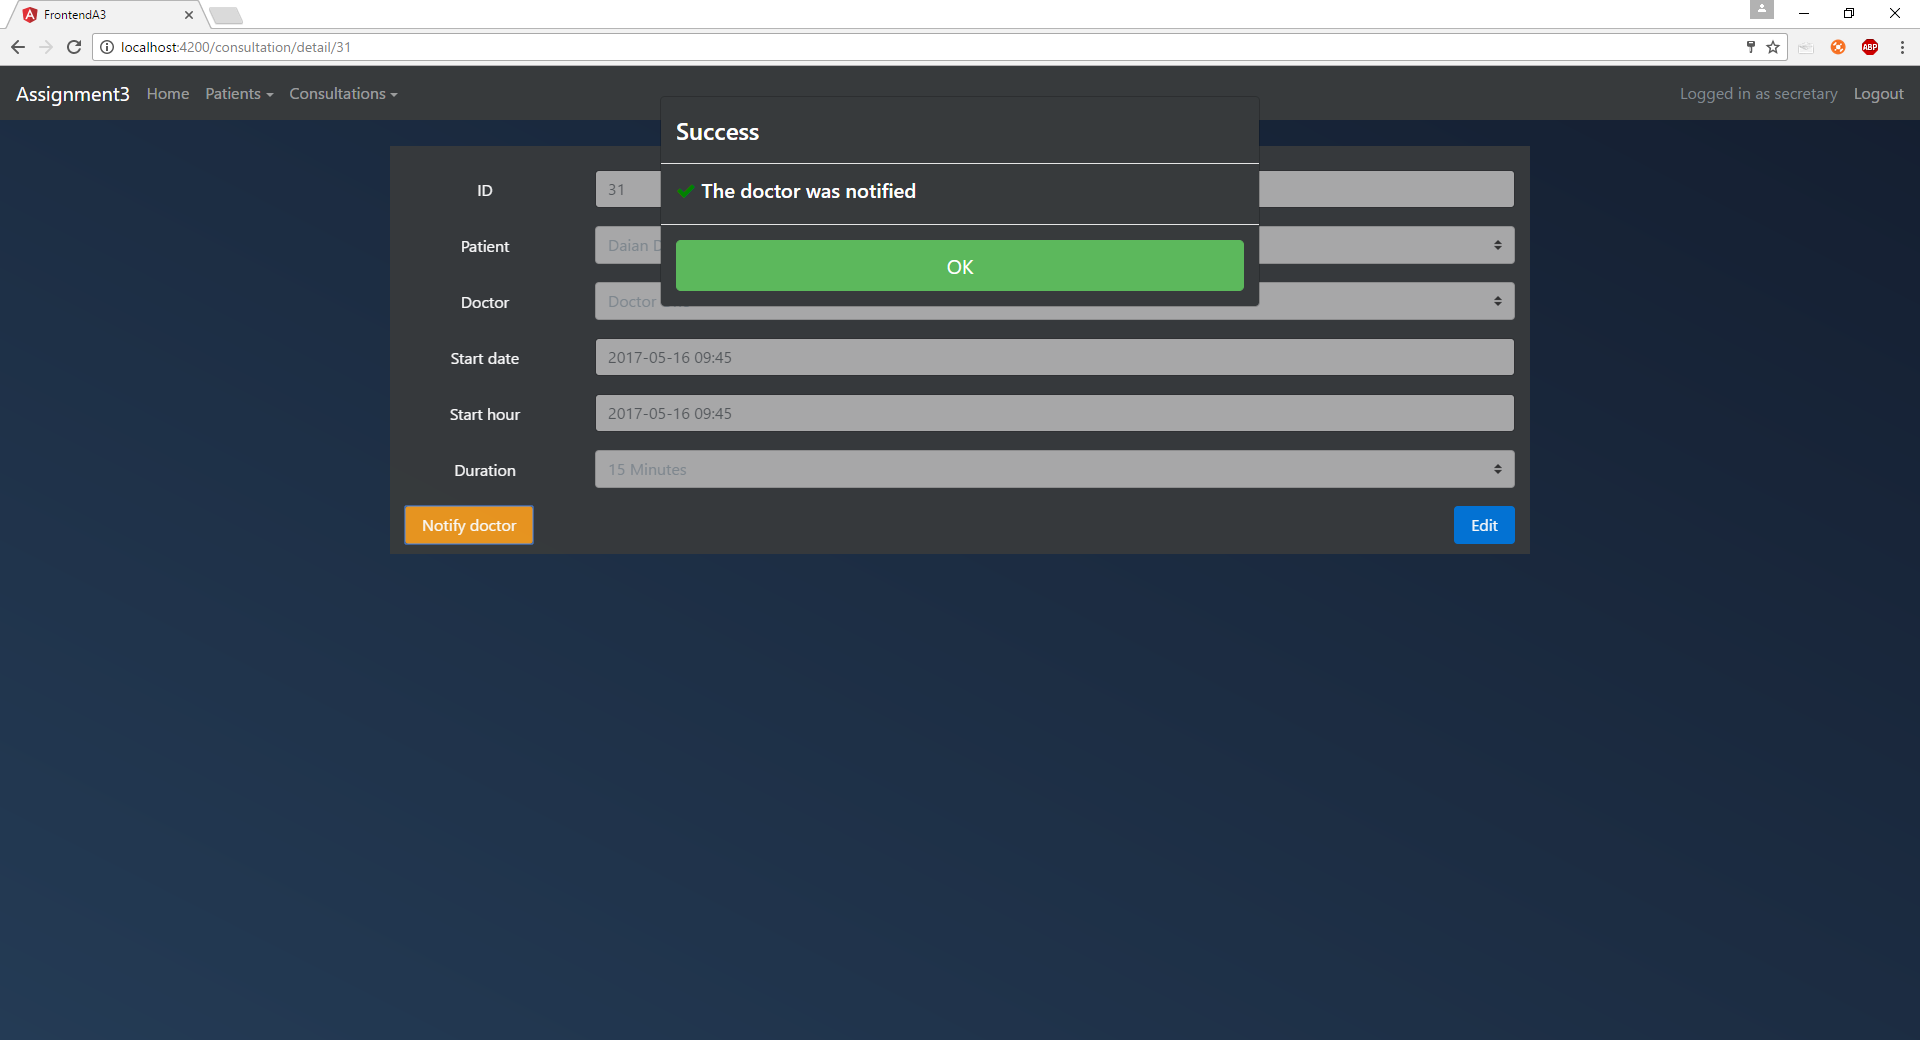 FrontendA3
localhost:4200/consultation/detail/31
ABP
Assignment3 Home Patients Consultations Logged in as secretary Logout
Success
The doctor was notified
OK
ID 31
Patient Daian
Doctor Doctor
Start date 2017-05-16 09:45
Start hour 2017-05-16 09:45
Duration 15 Minutes
Notify doctor Edit